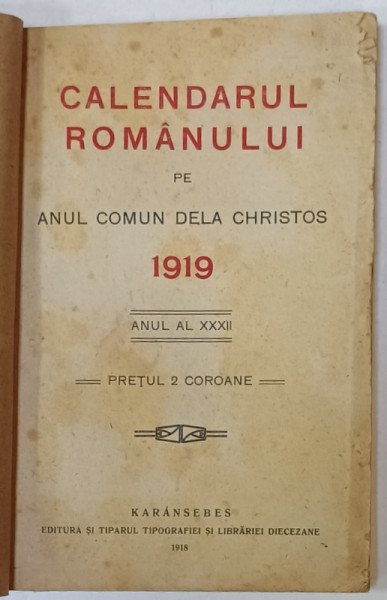 CALENDARUL
ROMÂNULUI
PE
ANUL COMUN DELA CHRISTOS
1919
ANUL AL XXXII
PREȚUL 2 COROANE
KARÁNSEBES
EDITURA ȘI TIPARUL TIPOGRAFIEI ȘI LIBRĂRIEI DIECEZANE
1918